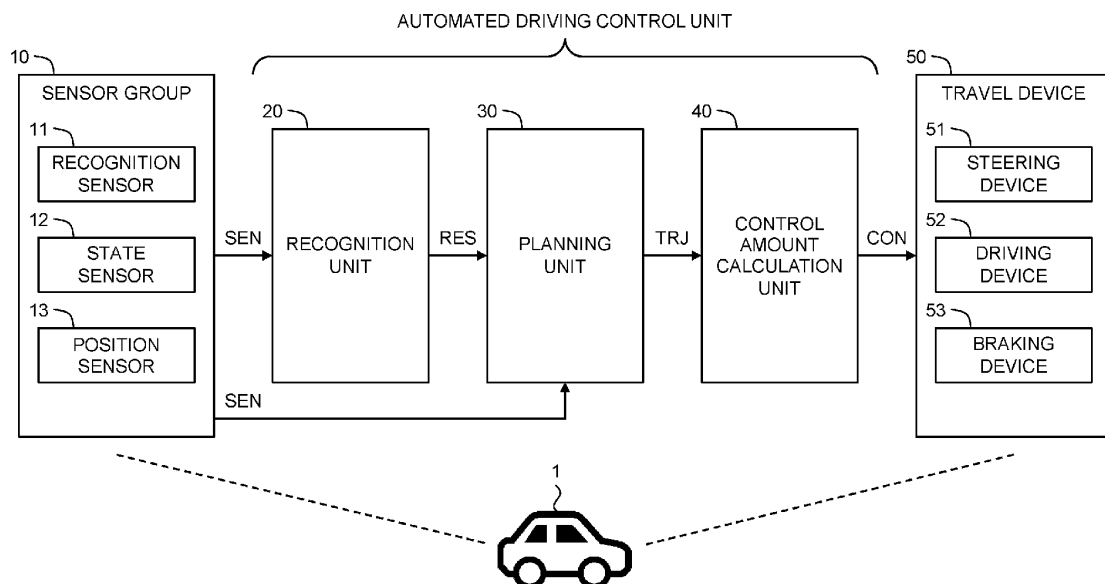 AUTOMATED DRIVING CONTROL UNIT
10
SENSOR GROUP
11
RECOGNITION
SENSOR
12
STATE
SENSOR
13
POSITION
SENSOR
SEN
SEN
20
RECOGNITION
UNIT
RES
30
PLANNING
UNIT
TRJ
40
CONTROL
AMOUNT
CALCULATION
UNIT
CON
50
TRAVEL DEVICE
51
STEERING
DEVICE
52
DRIVING
DEVICE
53
BRAKING
DEVICE
1